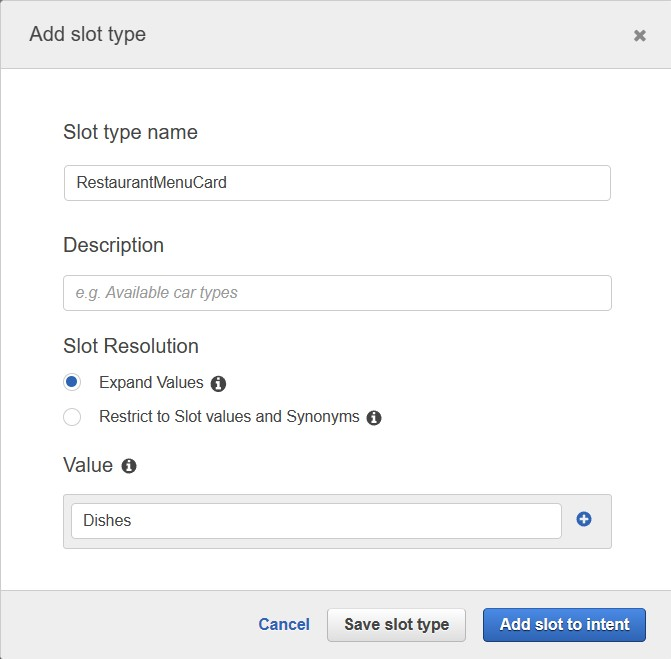 Add slot type
Slot type name
RestaurantMenuCard
Description
e.g. Available car types
Slot Resolution
Expand Values
Restrict to Slot values and Synonyms
Value
Dishes
Cancel Save slot type Add slot to intent